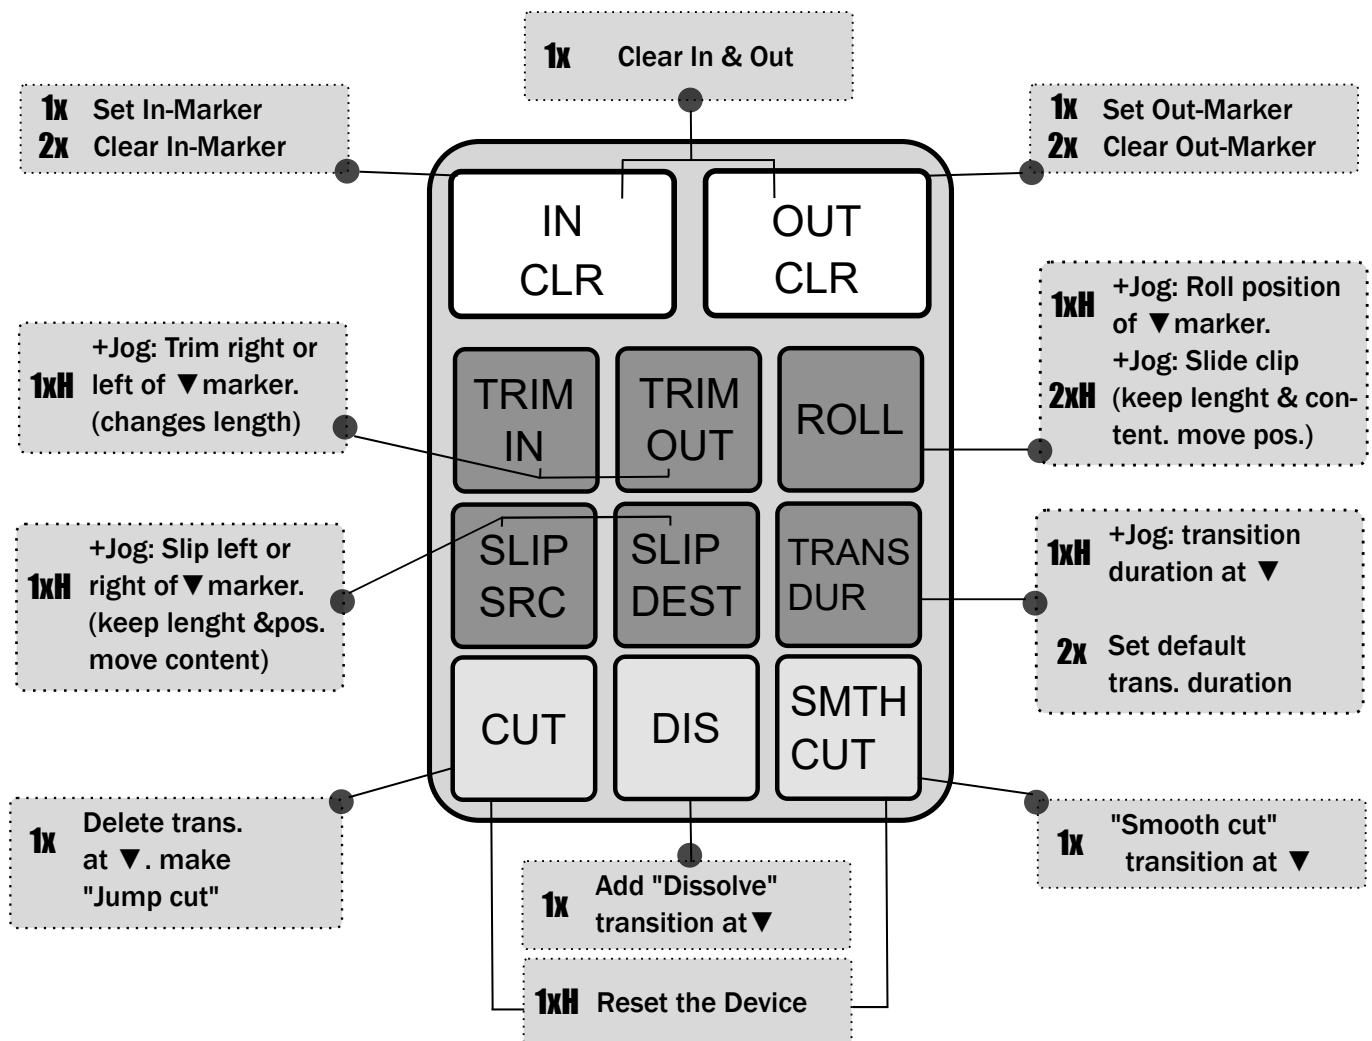 1x Clear In & Out
1x Set In-Marker
2x Clear In-Marker
1x Set Out-Marker
2x Clear Out-Marker
IN
CLR
OUT
CLR
+Jog: Trim right or
1xH left of ▼marker.
(changes length)
TRIM
IN
TRIM
OUT
ROLL
1xH +Jog: Roll position
of ▼marker.
+Jog: Slide clip
2xH (keep lenght & con-
tent. move pos.)
+Jog: Slip left or
1xH right of▼marker.
(keep lenght &pos.
move content)
SLIP
SRC
SLIP
DEST
TRANS
DUR
1xH +Jog: transition
duration at ▼
2x Set default
trans. duration
CUT
DIS
SMTH
CUT
Delete trans.
1x at ▼. make
"Jump cut"
1x Add "Dissolve"
transition at▼
1x "Smooth cut"
transition at ▼
1xH Reset the Device